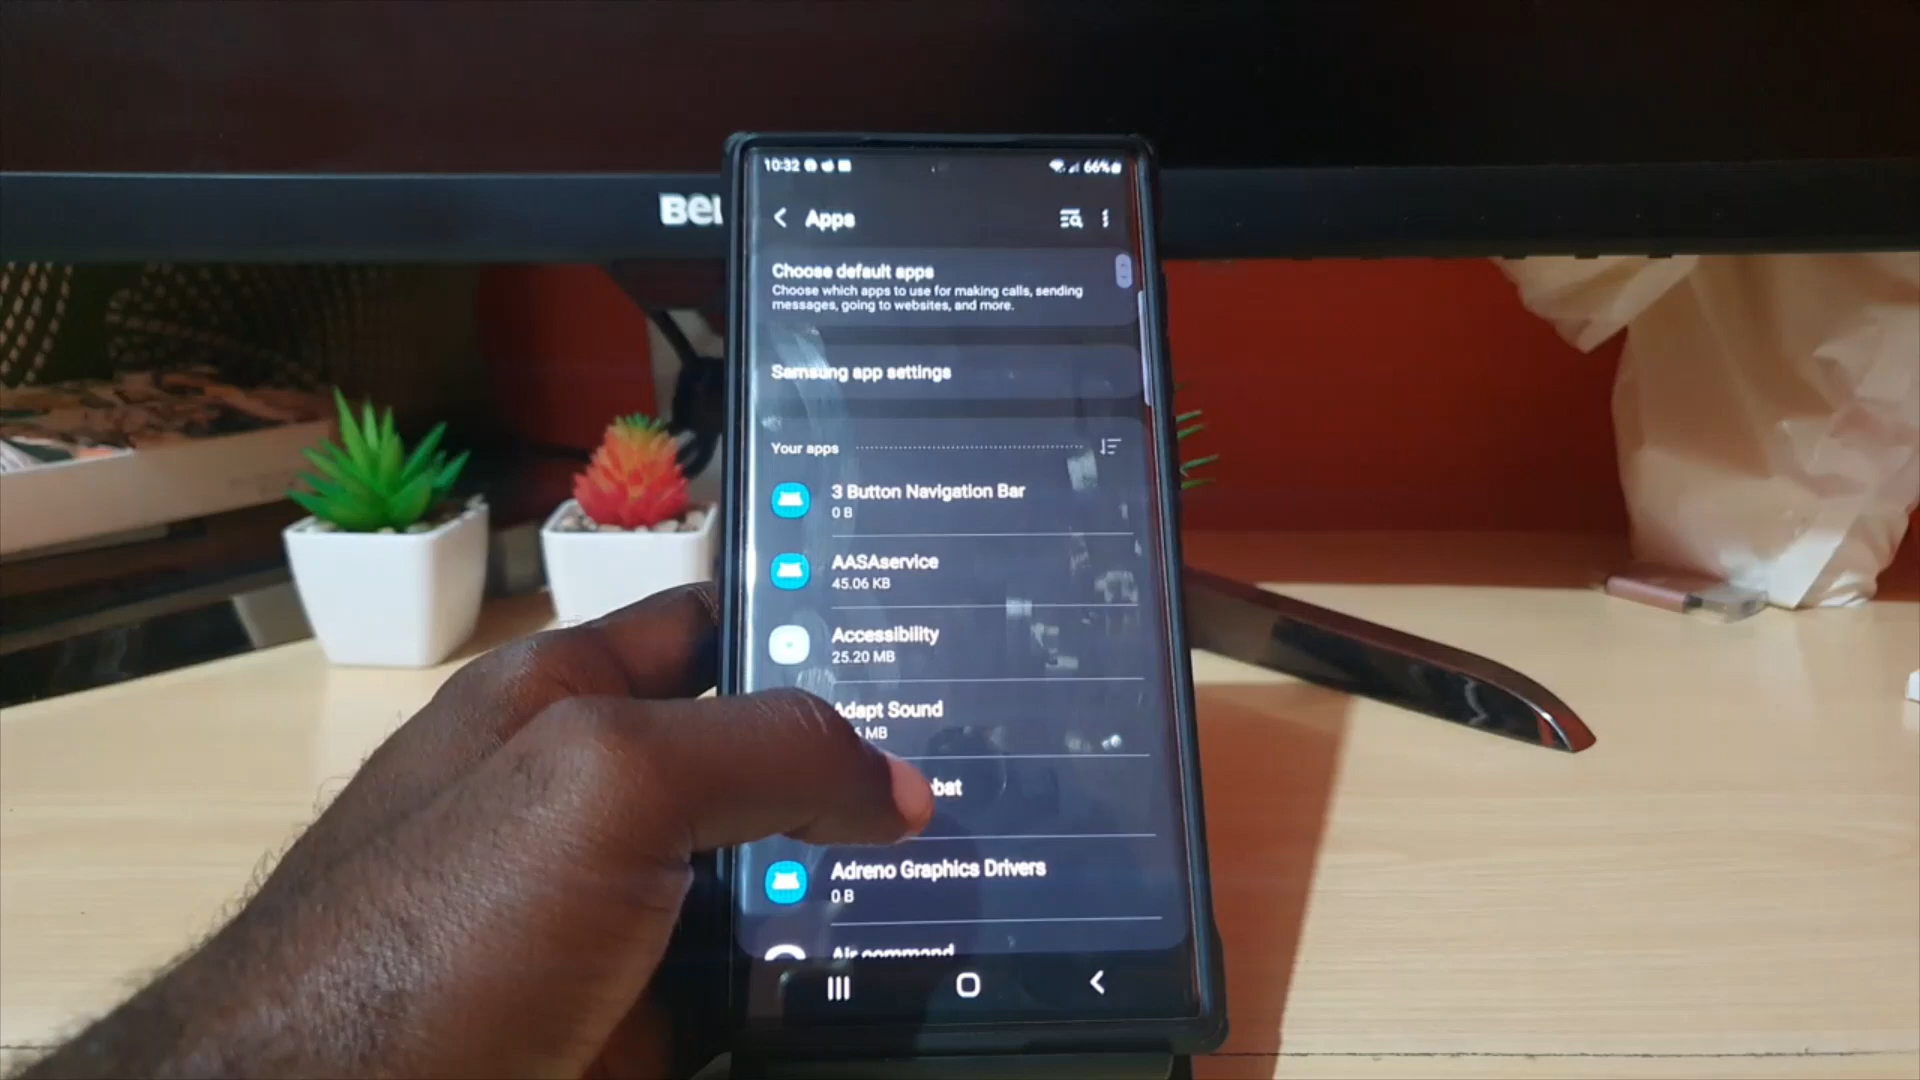 10:32
66%
Apps
Choose default apps
Choose which apps to use for making calls, sending
messages, going to websites, and more.
Samsung app settings
Your apps
3 Button Navigation Bar
0 B
AASAservice
45.06 KB
Accessibility
25.20 MB
Adapt Sound
MB
bat
Adreno Graphics Drivers
0 B
Air command